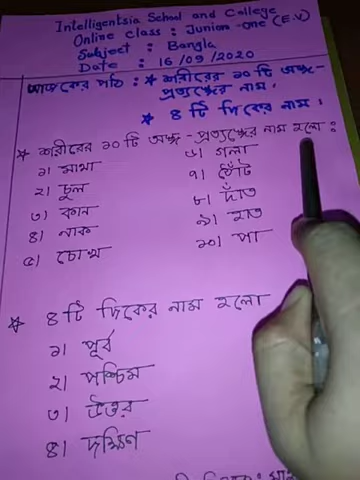 Intelligentsia School and College
Online class : Junior-one (E.V)
Subject : Bangla
Date : 16/09/2020
আজকের পাঠ : * শরীরের ১০টি অঙ্গ-
প্রত্যঙ্গের নাম।
* ৪ টি দিকের নাম।
* শরীরের ১০টি অঙ্গ-প্রত্যঙ্গের নাম হলো :
১। মাথা
২। চুল
৩। কান
৪। নাক
৫। চোখ
৬। গলা
৭। ঠোঁট
৮। দাঁত
৯। হাত
১০। পা
* ৪ টি দিকের নাম হলো
১। পূর্ব
২। পশ্চিম
৩। উত্তর
৪। দক্ষিণ